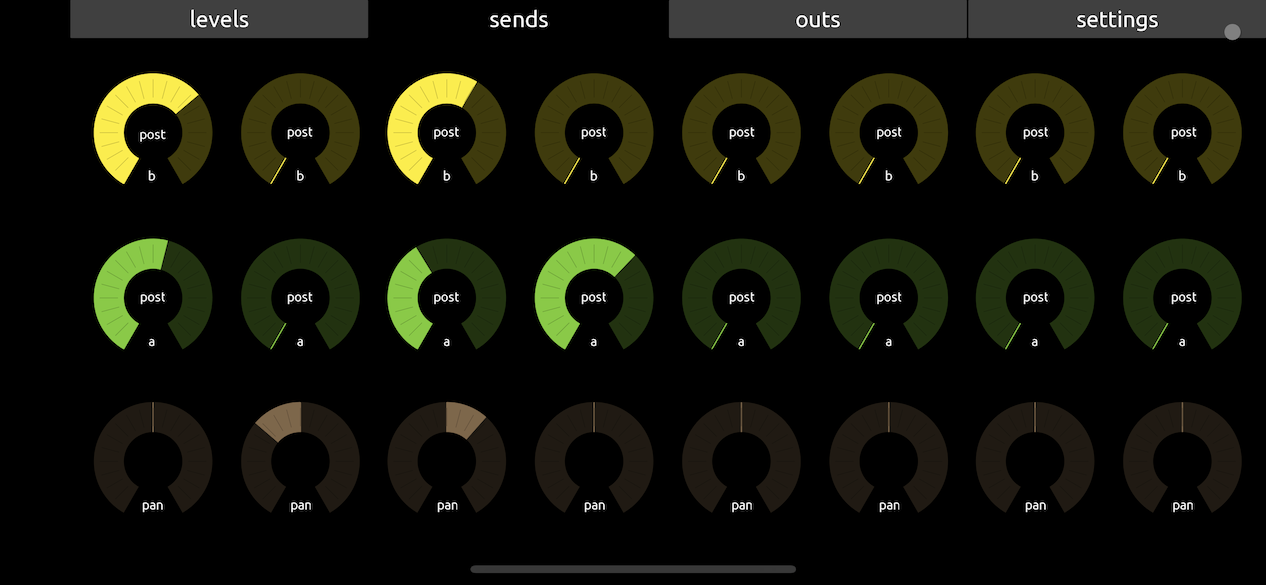 levels sends outs settings
post post post post post post post post
b b b b b b b b
post post post post post post post post
a a a a a a a a
pan pan pan pan pan pan pan pan